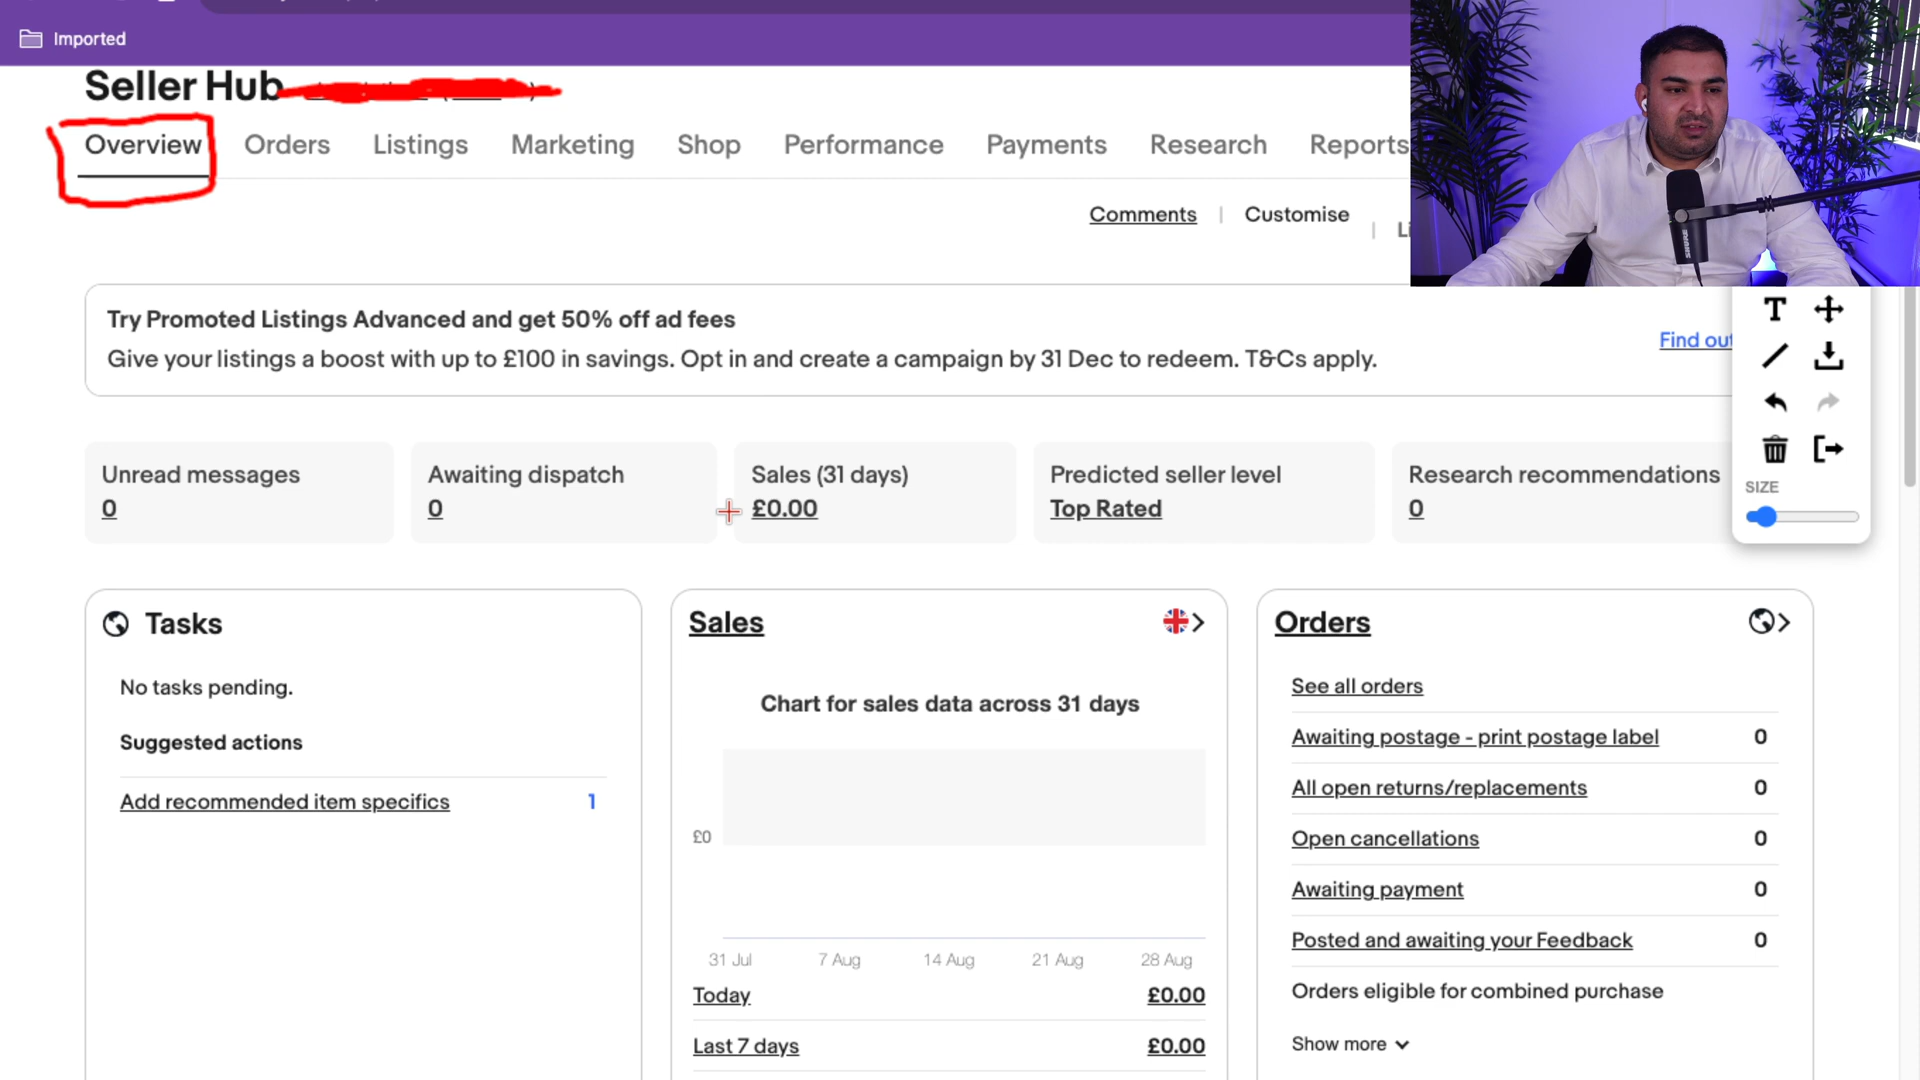 Imported
Seller Hub
Overview Orders Listings Marketing Shop Performance Payments Research Reports
Comments | Customise | Li
Try Promoted Listings Advanced and get 50% off ad fees
Give your listings a boost with up to £100 in savings. Opt in and create a campaign by 31 Dec to redeem. T&Cs apply.
Find out
T
Unread messages
0
Awaiting dispatch
0
Sales (31 days)
£0.00
Predicted seller level
Top Rated
Research recommendations
0
SIZE
Tasks
No tasks pending.
Suggested actions
Add recommended item specifics 1
Sales
Chart for sales data across 31 days
£0
31 Jul 7 Aug 14 Aug 21 Aug 28 Aug
Today £0.00
Last 7 days £0.00
Orders
See all orders
Awaiting postage - print postage label 0
All open returns/replacements 0
Open cancellations 0
Awaiting payment 0
Posted and awaiting your Feedback 0
Orders eligible for combined purchase
Show more
SHURE